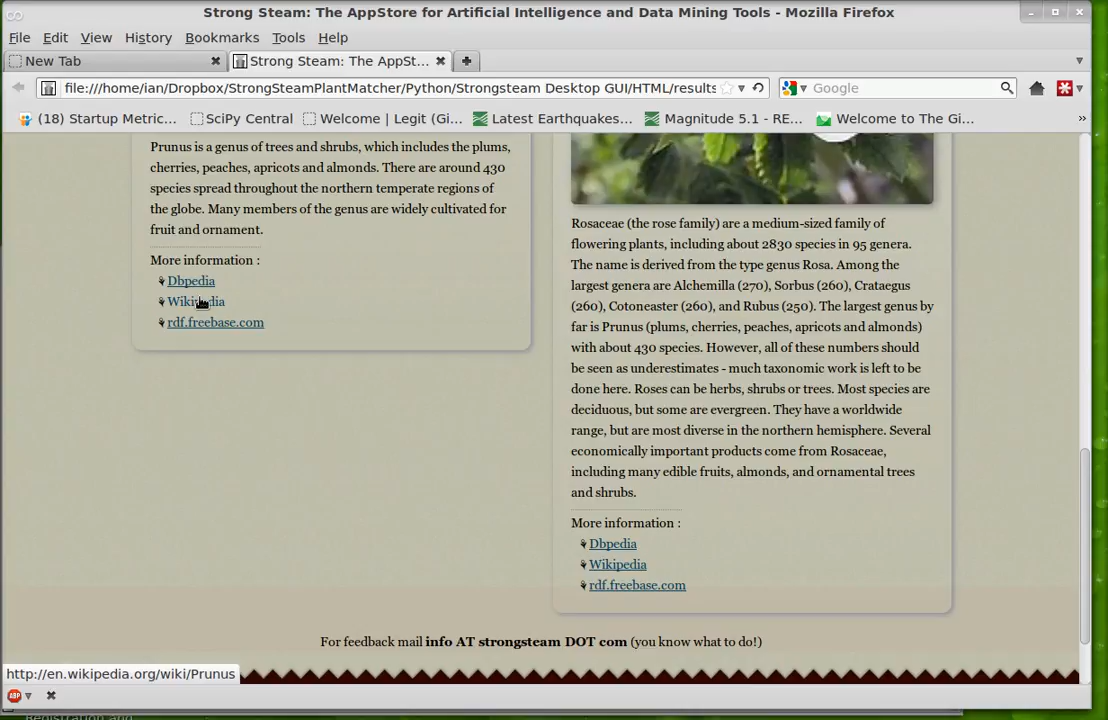 Strong Steam: The AppStore for Artificial Intelligence and Data Mining Tools - Mozilla Firefox
File Edit View History Bookmarks Tools Help
New Tab
Strong Steam: The AppSt...
file:///home/ian/Dropbox/StrongSteamPlantMatcher/Python/Strongsteam Desktop GUI/HTML/results
Google
(18) Startup Metric...
SciPy Central
Welcome | Legit (Gi...
Latest Earthquakes...
Magnitude 5.1 - RE...
Welcome to The Gi...
Prunus is a genus of trees and shrubs, which includes the plums,
cherries, peaches, apricots and almonds. There are around 430
species spread throughout the northern temperate regions of
the globe. Many members of the genus are widely cultivated for
fruit and ornament.
More information :
Dbpedia
Wikipedia
rdf.freebase.com
Rosaceae (the rose family) are a medium-sized family of
flowering plants, including about 2830 species in 95 genera.
The name is derived from the type genus Rosa. Among the
largest genera are Alchemilla (270), Sorbus (260), Crataegus
(260), Cotoneaster (260), and Rubus (250). The largest genus by
far is Prunus (plums, cherries, peaches, apricots and almonds)
with about 430 species. However, all of these numbers should
be seen as underestimates - much taxonomic work is left to be
done here. Roses can be herbs, shrubs or trees. Most species are
deciduous, but some are evergreen. They have a worldwide
range, but are most diverse in the northern hemisphere. Several
economically important products come from Rosaceae,
including many edible fruits, almonds, and ornamental trees
and shrubs.
More information :
Dbpedia
Wikipedia
rdf.freebase.com
For feedback mail info AT strongsteam DOT com (you know what to do!)
http://en.wikipedia.org/wiki/Prunus
ABP
Registration and